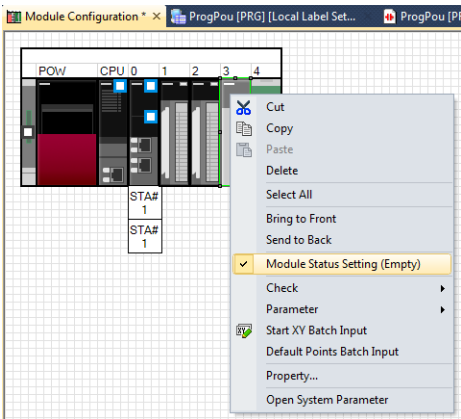 Module Configuration * × ProgPou [PRG] [Local Label Set... ProgPou [PR
POW CPU 0 1 2 3 4
STA#
1
STA#
1
Cut
Copy
Paste
Delete
Select All
Bring to Front
Send to Back
Module Status Setting (Empty)
Check
Parameter
Start XY Batch Input
Default Points Batch Input
Property...
Open System Parameter